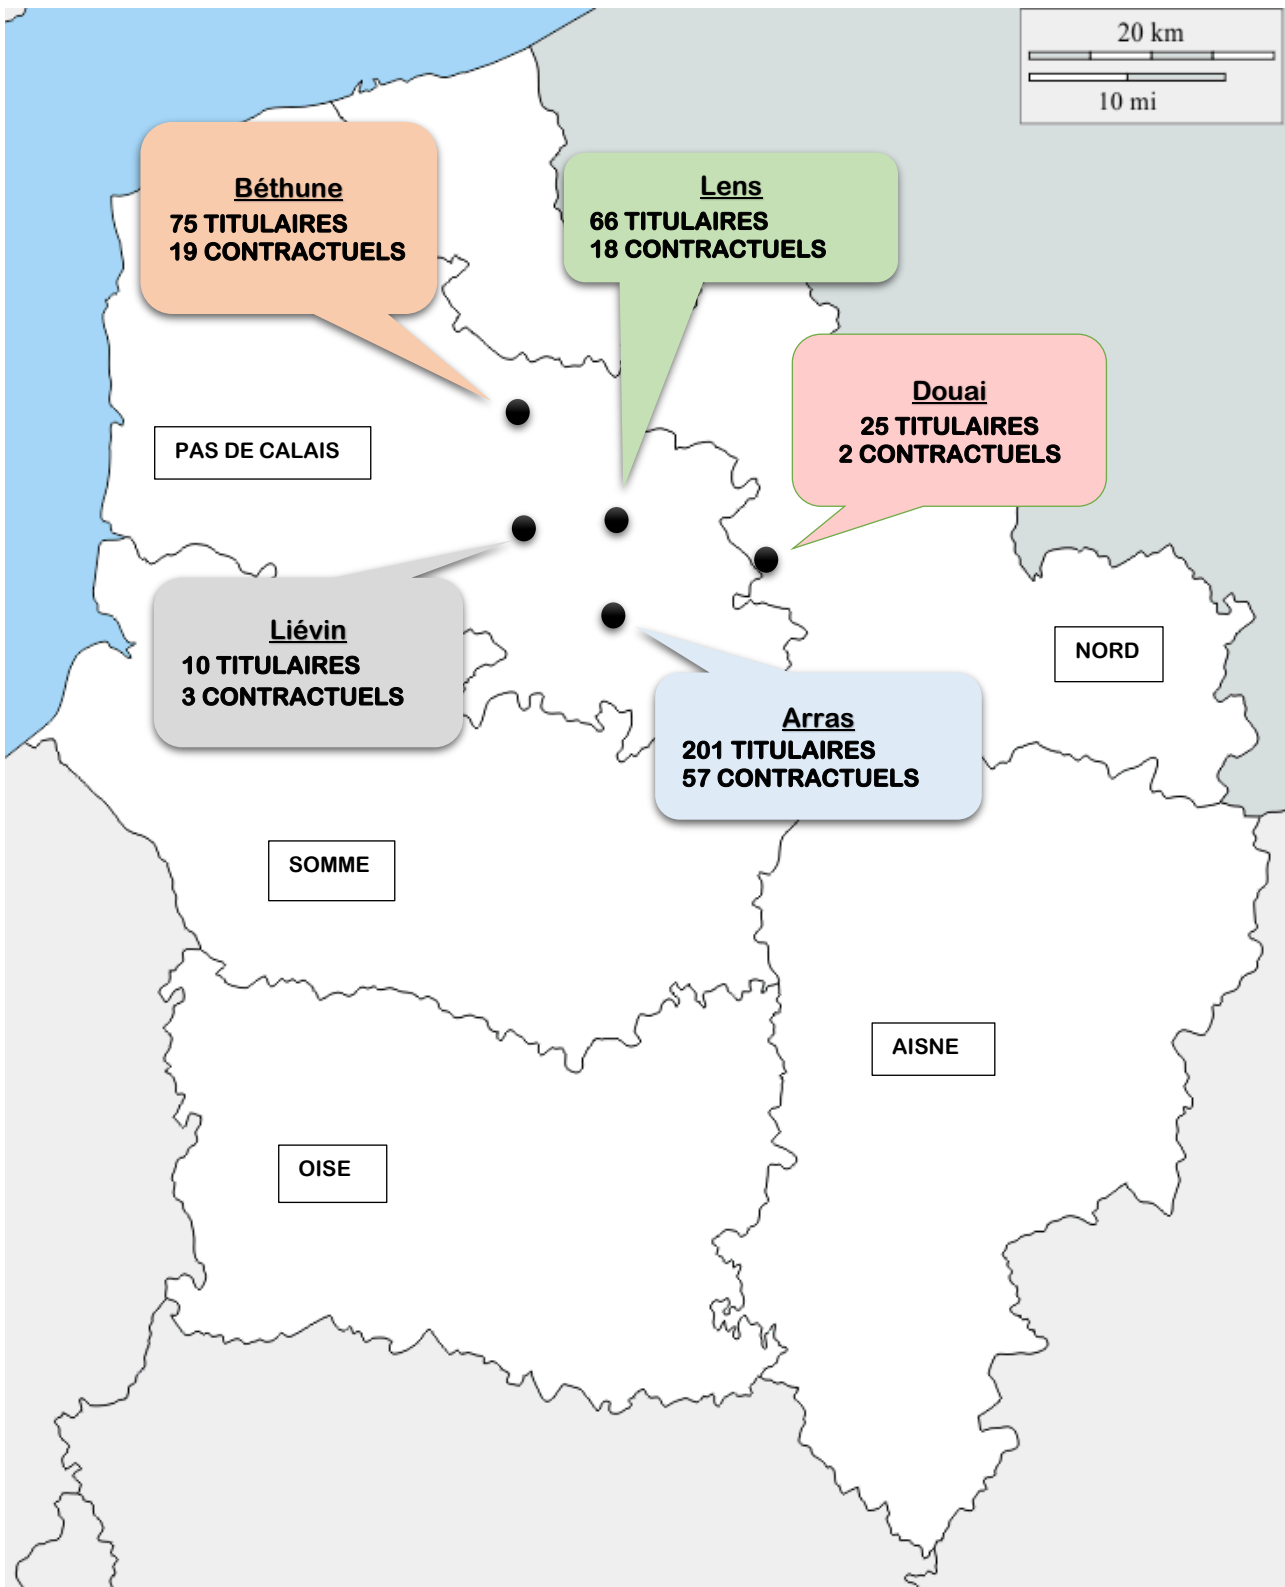 20 km
10 mi
Béthune
75 TITULAIRES
19 CONTRACTUELS
Lens
66 TITULAIRES
18 CONTRACTUELS
Douai
25 TITULAIRES
2 CONTRACTUELS
PAS DE CALAIS
Liévin
10 TITULAIRES
3 CONTRACTUELS
NORD
Arras
201 TITULAIRES
57 CONTRACTUELS
SOMME
AISNE
OISE